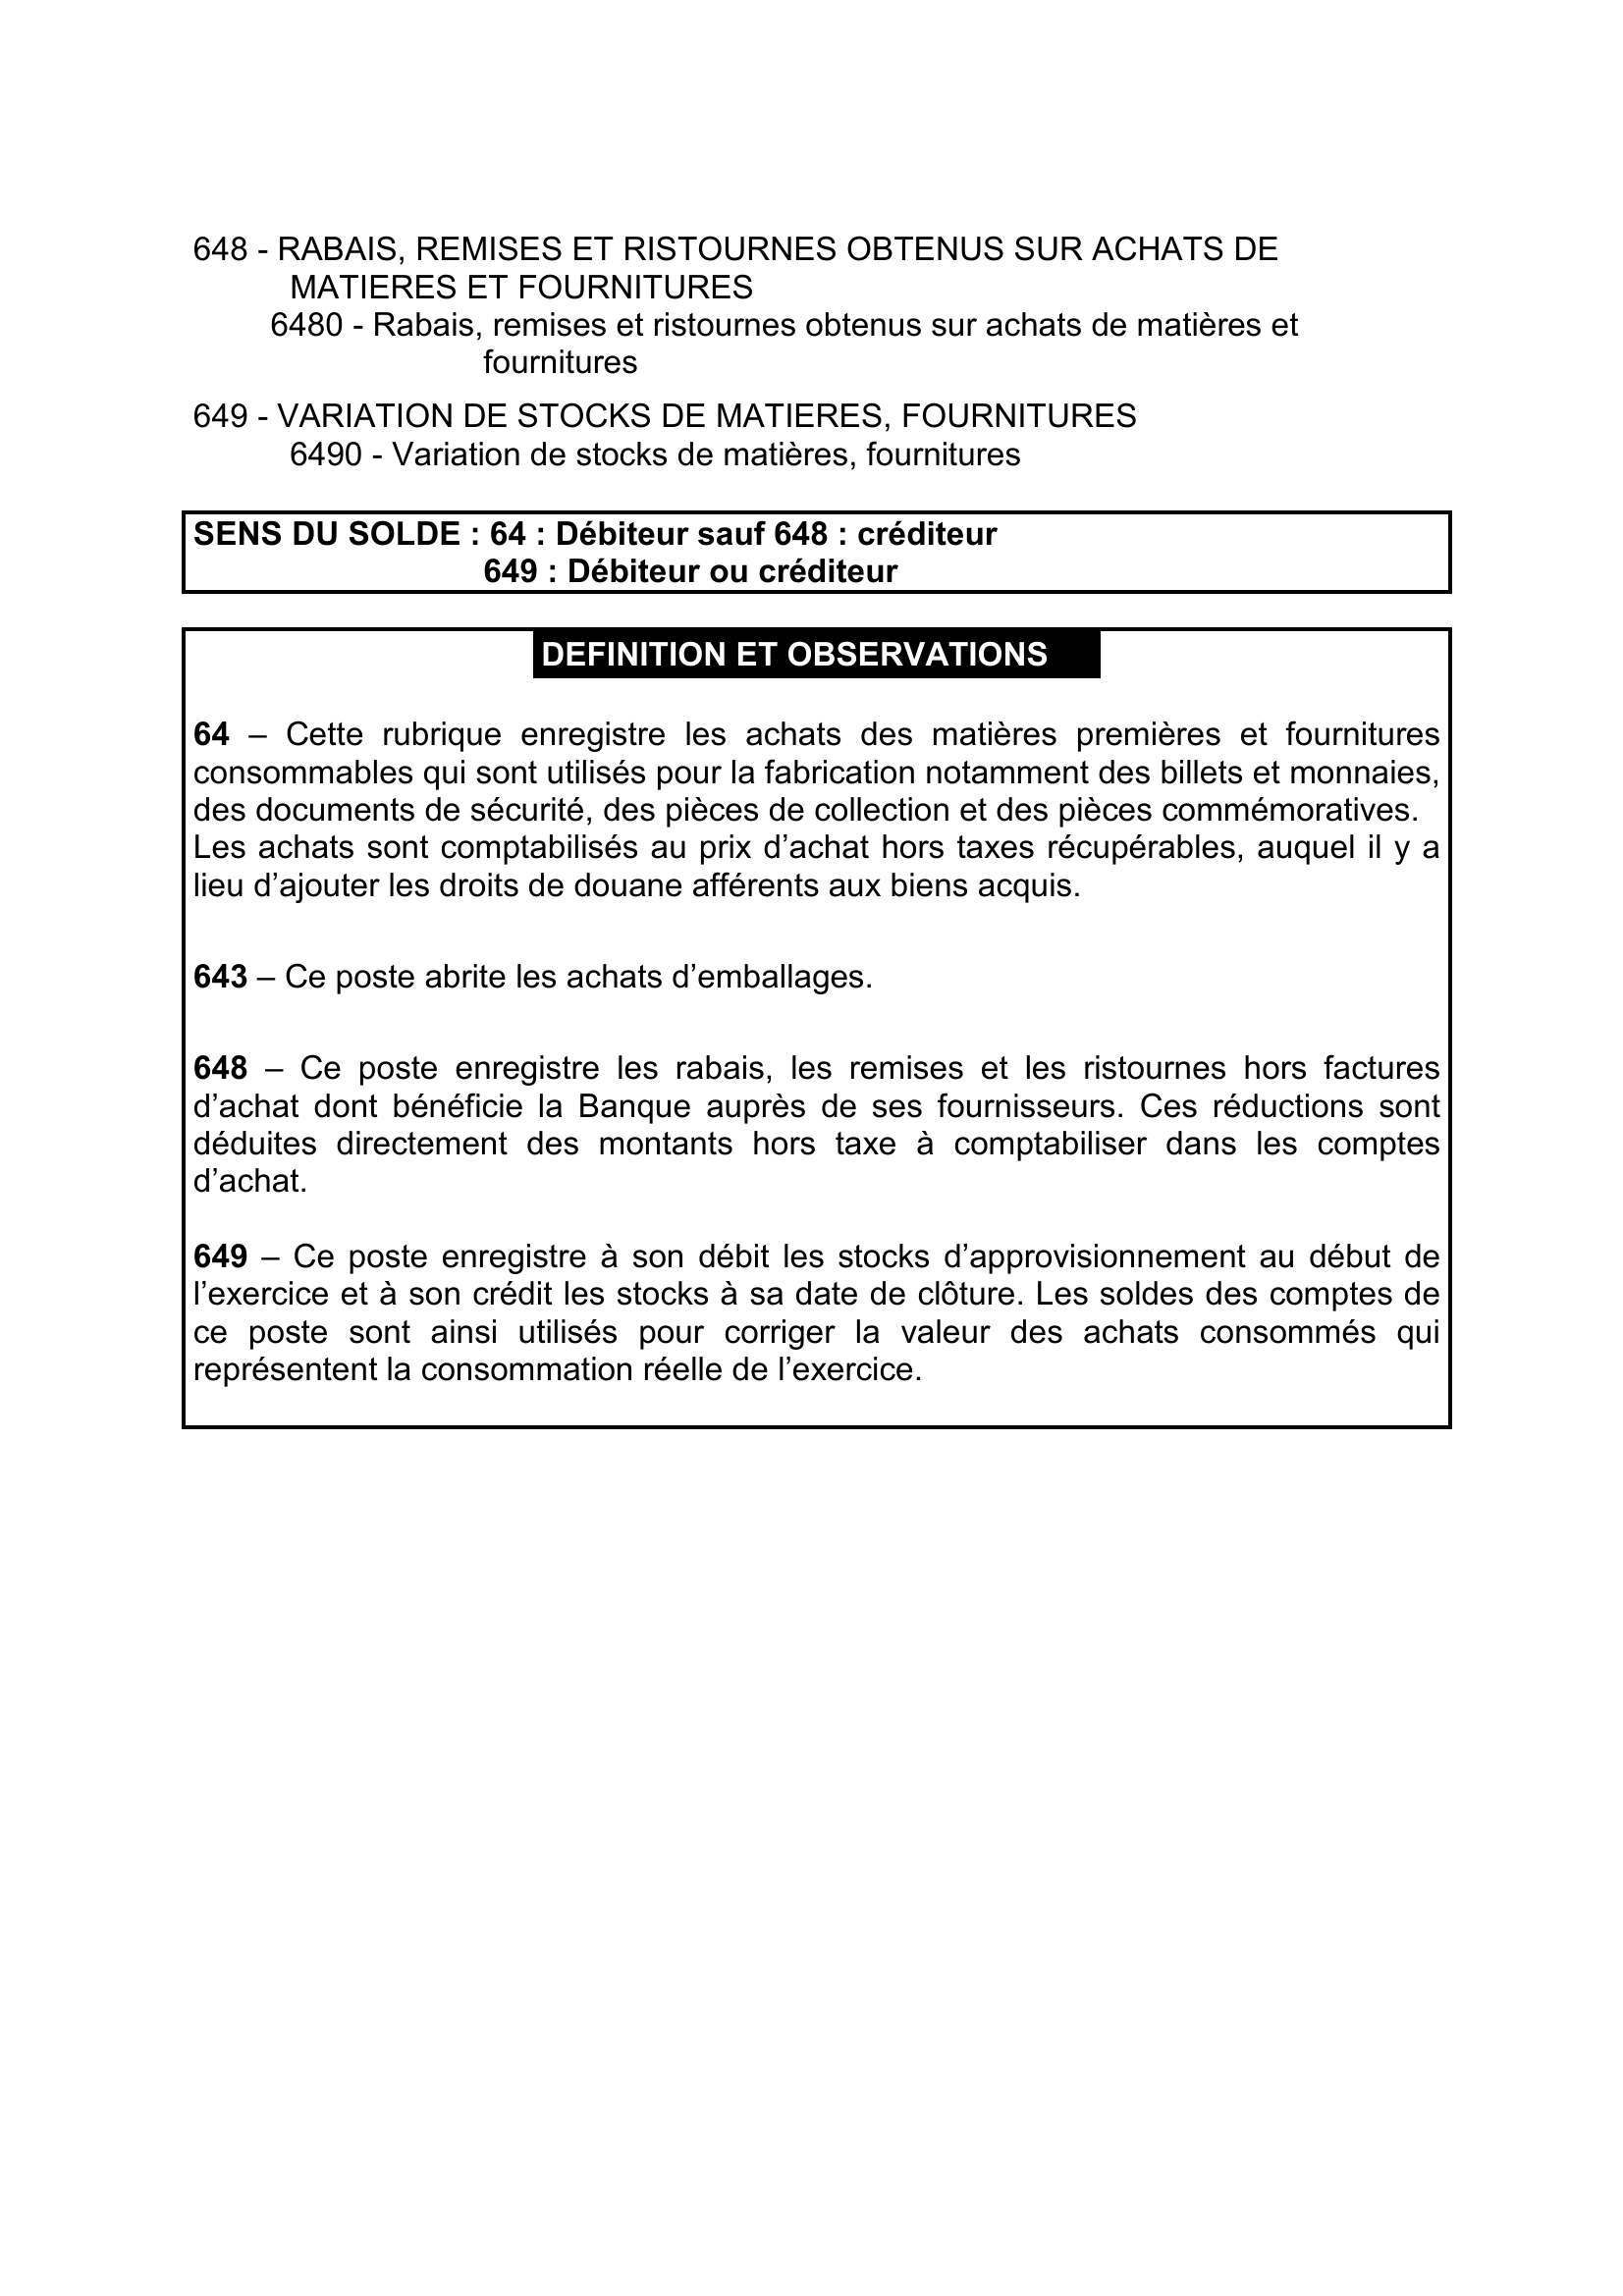 648 - RABAIS, REMISES ET RISTOURNES OBTENUS SUR ACHATS DE
MATIERES ET FOURNITURES
6480 - Rabais, remises et ristournes obtenus sur achats de matières et
fournitures
649 - VARIATION DE STOCKS DE MATIERES, FOURNITURES
6490 - Variation de stocks de matières, fournitures
SENS DU SOLDE : 64 : Débiteur sauf 648 : créditeur
649 : Débiteur ou créditeur
DEFINITION ET OBSERVATIONS
64 – Cette rubrique enregistre les achats des matières premières et fournitures
consommables qui sont utilisés pour la fabrication notamment des billets et monnaies,
des documents de sécurité, des pièces de collection et des pièces commémoratives.
Les achats sont comptabilisés au prix d’achat hors taxes récupérables, auquel il y a
lieu d’ajouter les droits de douane afférents aux biens acquis.
643 – Ce poste abrite les achats d’emballages.
648 – Ce poste enregistre les rabais, les remises et les ristournes hors factures
d’achat dont bénéficie la Banque auprès de ses fournisseurs. Ces réductions sont
déduites directement des montants hors taxe à comptabiliser dans les comptes
d’achat.
649 – Ce poste enregistre à son débit les stocks d’approvisionnement au début de
l’exercice et à son crédit les stocks à sa date de clôture. Les soldes des comptes de
ce poste sont ainsi utilisés pour corriger la valeur des achats consommés qui
représentent la consommation réelle de l’exercice.